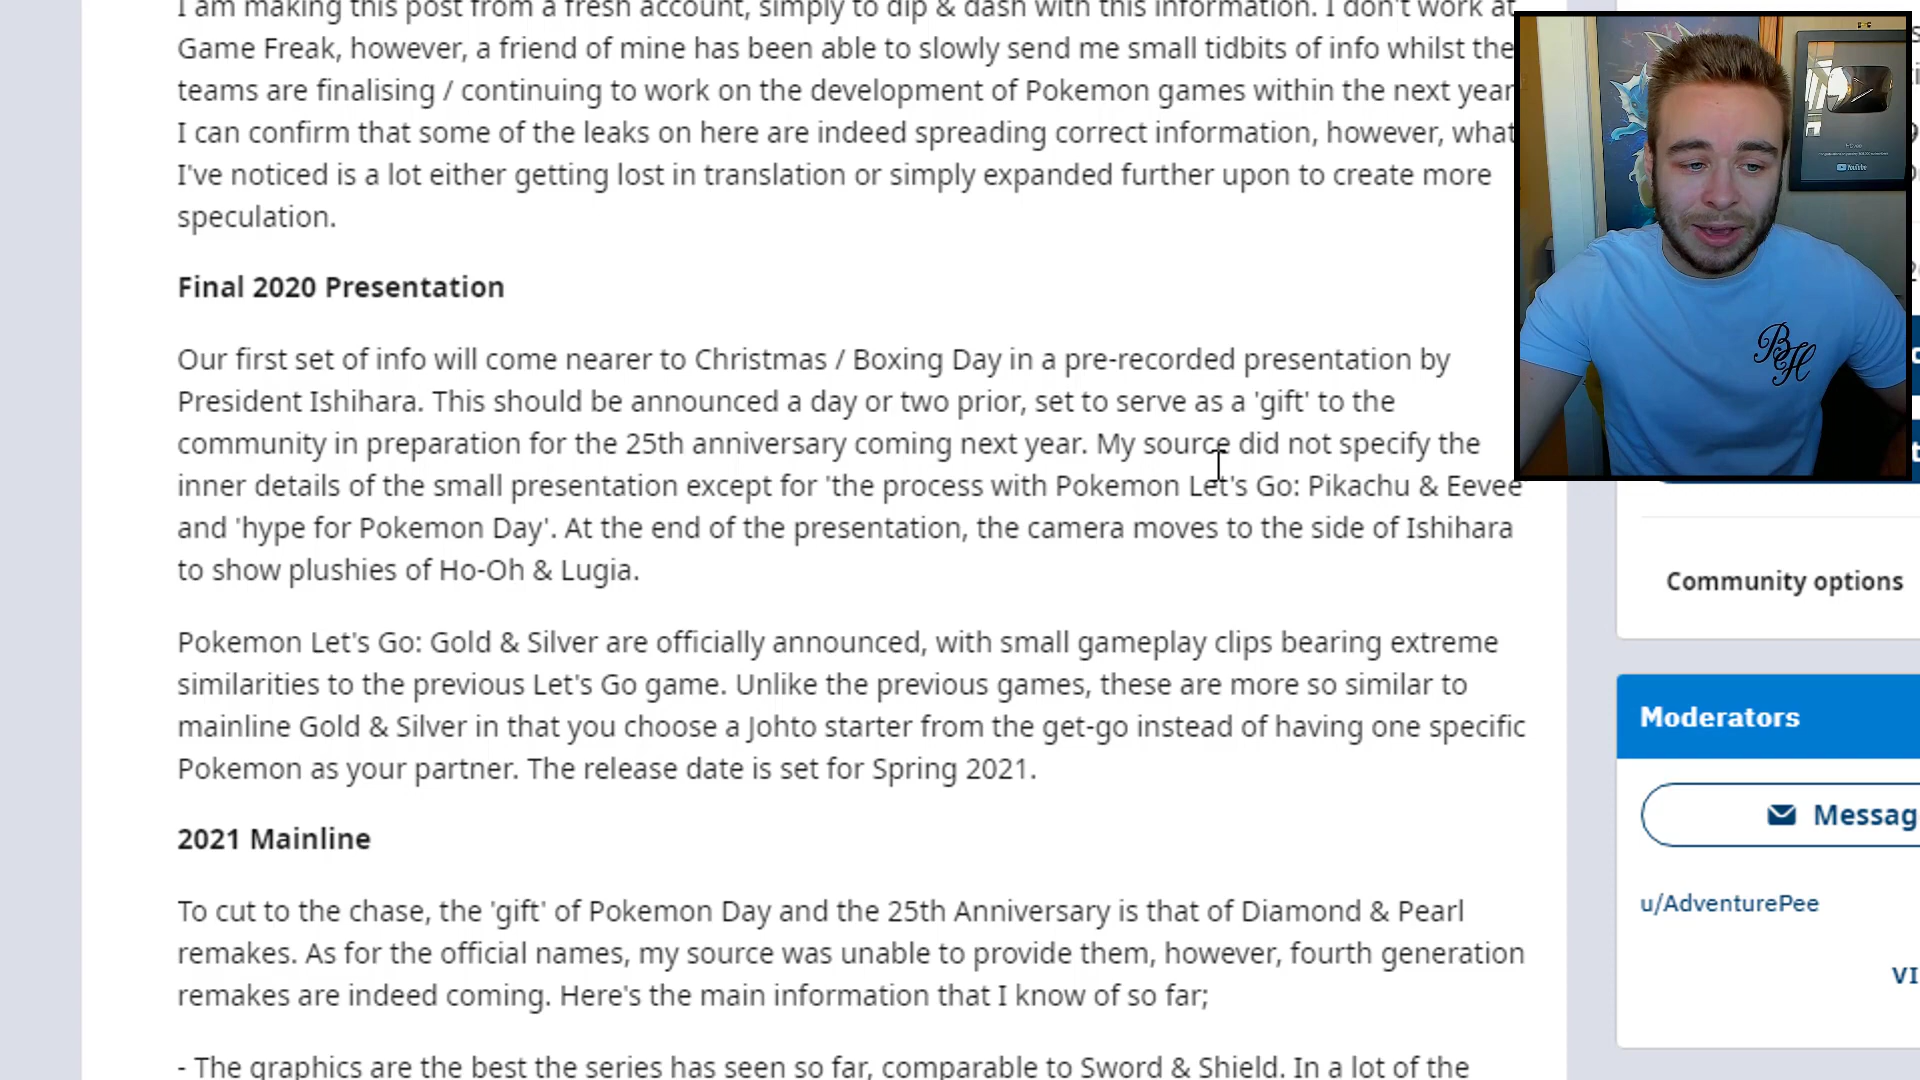 I am making this post from a fresh account, simply to dip & dash with this information. I don't work at
Game Freak, however, a friend of mine has been able to slowly send me small tidbits of info whilst the
teams are finalising / continuing to work on the development of Pokemon games within the next year
I can confirm that some of the leaks on here are indeed spreading correct information, however, what
I've noticed is a lot either getting lost in translation or simply expanded further upon to create more
speculation.
Final 2020 Presentation
Our first set of info will come nearer to Christmas / Boxing Day in a pre-recorded presentation by
President Ishihara. This should be announced a day or two prior, set to serve as a 'gift' to the
community in preparation for the 25th anniversary coming next year. My source did not specify the
inner details of the small presentation except for 'the process with Pokemon Let's Go: Pikachu & Eevee
and 'hype for Pokemon Day'. At the end of the presentation, the camera moves to the side of Ishihara
to show plushies of Ho-Oh & Lugia.
Pokemon Let's Go: Gold & Silver are officially announced, with small gameplay clips bearing extreme
similarities to the previous Let's Go game. Unlike the previous games, these are more so similar to
mainline Gold & Silver in that you choose a Johto starter from the get-go instead of having one specific
Pokemon as your partner. The release date is set for Spring 2021.
2021 Mainline
To cut to the chase, the 'gift' of Pokemon Day and the 25th Anniversary is that of Diamond & Pearl
remakes. As for the official names, my source was unable to provide them, however, fourth generation
remakes are indeed coming. Here's the main information that I know of so far;
- The graphics are the best the series has seen so far, comparable to Sword & Shield. In a lot of the
YouTube
BH
Community options
Moderators
Messag
u/AdventurePee
VI